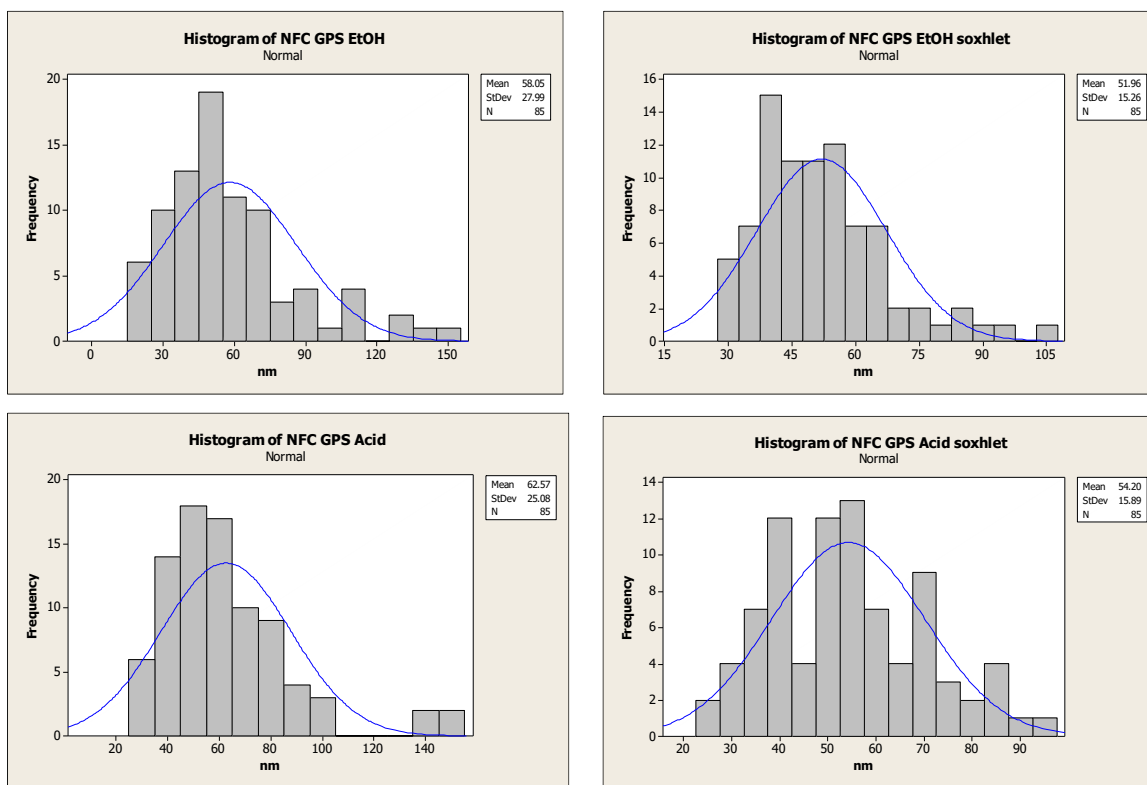 Histogram of NFC GPS EtOH
Normal
Mean 58.05
StDev 27.99
N 85
20
15
10
5
0
Frequency
0 30 60 90 120 150
nm
Histogram of NFC GPS EtOH soxhlet
Normal
Mean 51.96
StDev 15.26
N 85
16
14
12
10
8
6
4
2
0
Frequency
15 30 45 60 75 90 105
nm
Histogram of NFC GPS Acid
Normal
Mean 62.57
StDev 25.08
N 85
20
15
10
5
0
Frequency
20 40 60 80 100 120 140
nm
Histogram of NFC GPS Acid soxhlet
Normal
Mean 54.20
StDev 15.89
N 85
14
12
10
8
6
4
2
0
Frequency
20 30 40 50 60 70 80 90
nm